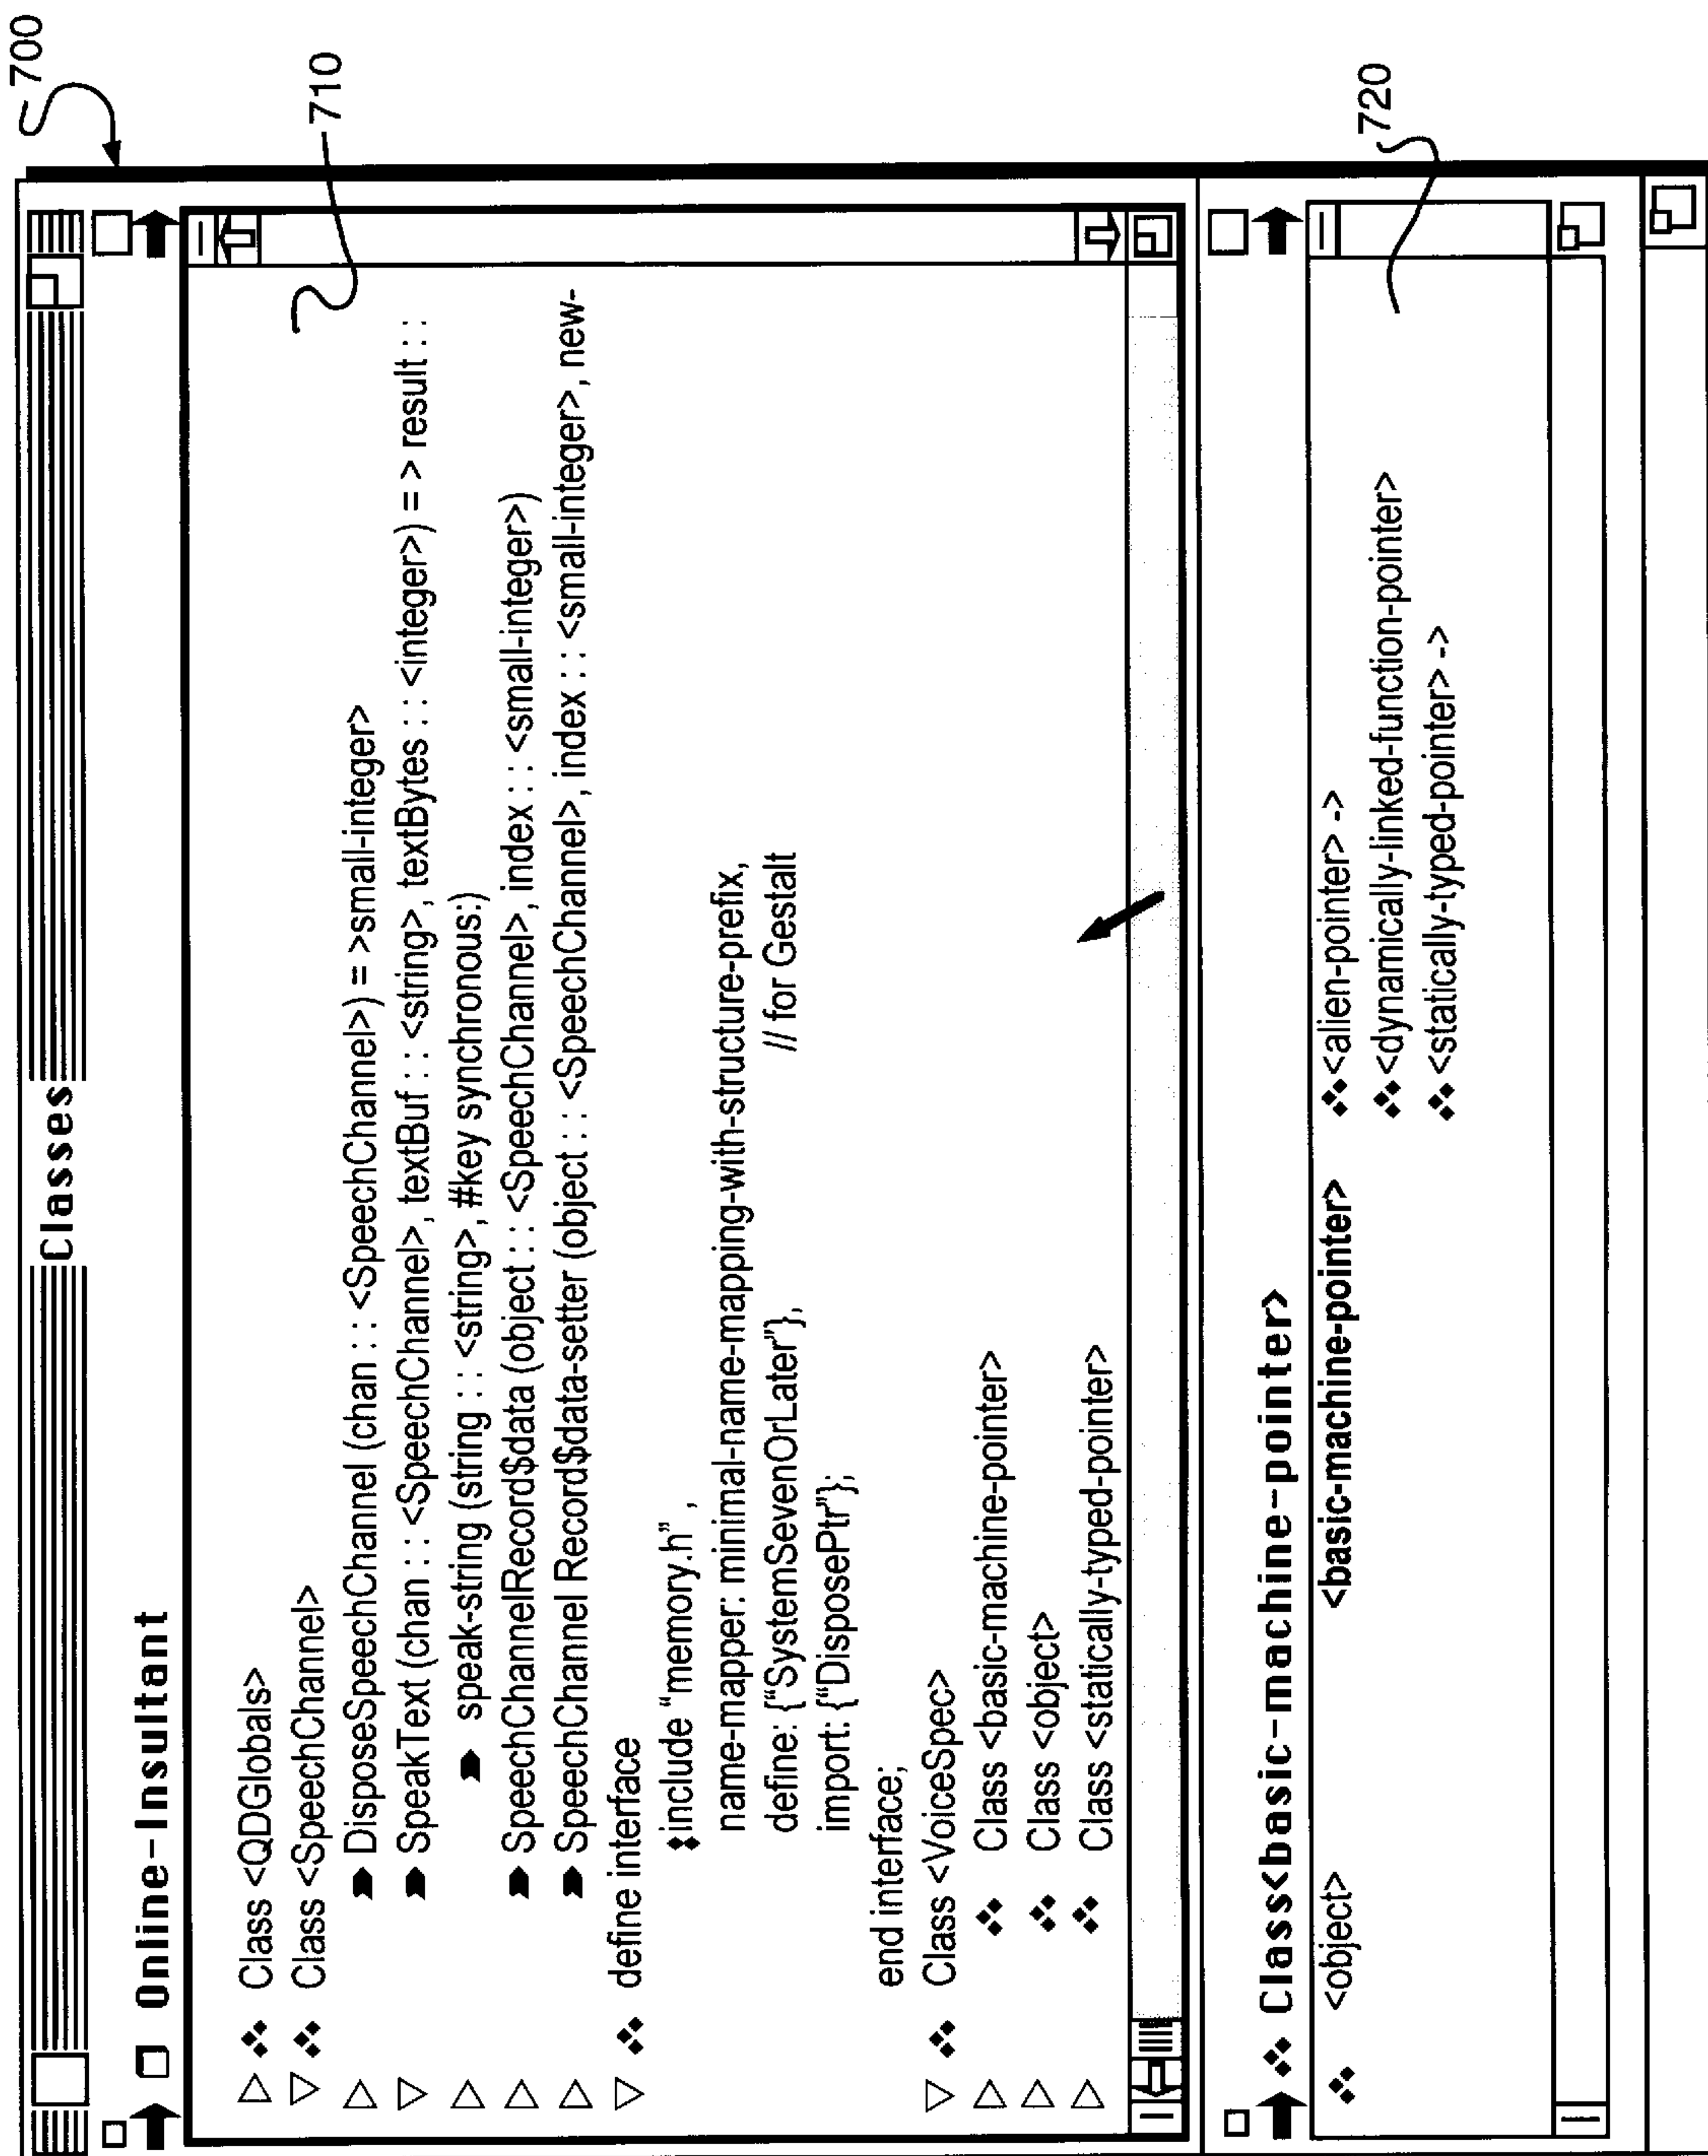 700
Classes
Online-Insultant
710
Class <QDGlobals>
Class <SpeechChannel>
DisposeSpeechChannel (chan : : <SpeechChannel>) = >small-integer>
SpeakText (chan : : <SpeechChannel>, textBuf : : <string>, textBytes : : <integer>) = > result : :
speak-string (string : : <string>, #key synchronous:)
SpeechChannelRecord$data (object : : <SpeechChannel>, index : : <small-integer>)
SpeechChannel Record$data-setter (object : : <SpeechChannel>, index : : <small-integer>, new-
define interface
include "memory.h" ,
name-mapper: minimal-name-mapping-with-structure-prefix,
define: {"SystemSevenOrLater"}, // for Gestalt
import: {"DisposePtr"};
end interface;
Class <VoiceSpec>
Class <basic-machine-pointer>
Class <object>
Class <statically-typed-pointer>
Class<basic-machine-pointer>
720
<object> <basic-machine-pointer> <alien-pointer> ->
<dynamically-linked-function-pointer>
<statically-typed-pointer> ->